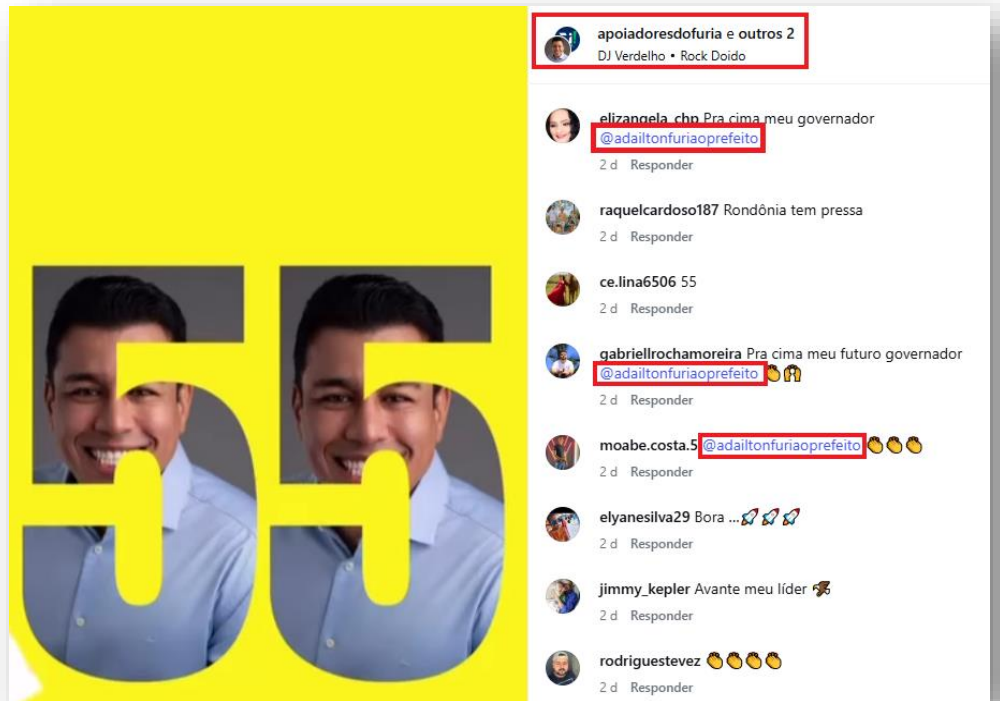 55
apoiadoresdofuria e outros 2
DJ Verdelho • Rock Doido
elizangela_chp Pra cima meu governador
@adailtonfuriaoprefeito
2 d Responder
raquelcardoso187 Rondônia tem pressa
2 d Responder
ce.lina6506 55
2 d Responder
gabriellrochamoreira Pra cima meu futuro governador
@adailtonfuriaoprefeito 👏🙌
2 d Responder
moabe.costa.5 @adailtonfuriaoprefeito 👏👏👏
2 d Responder
elyanesilva29 Bora ...🚀🚀🚀
2 d Responder
jimmy_kepler Avante meu líder 🦅
2 d Responder
rodriguestevez 👏👏👏👏
2 d Responder